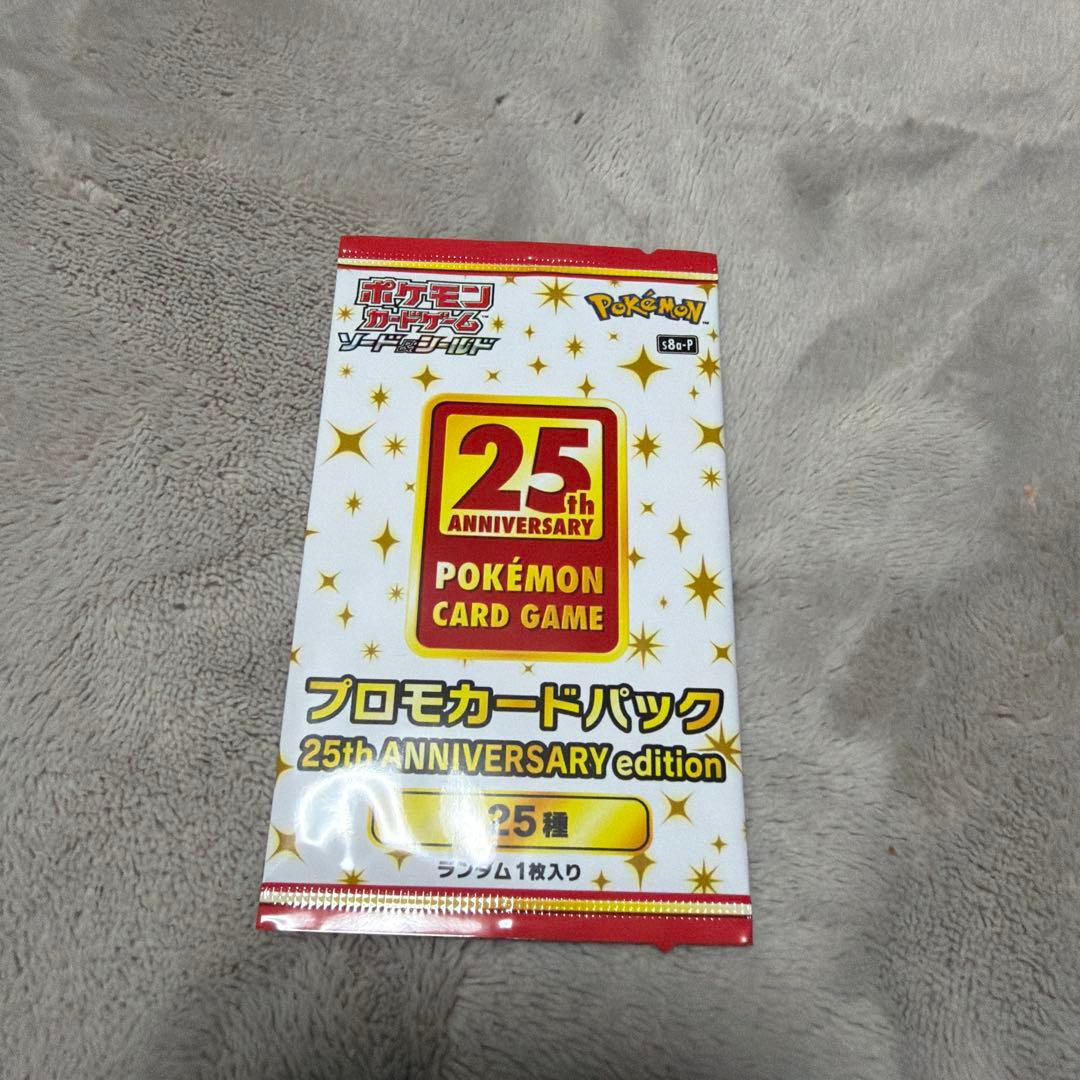 ポケモン
カードゲーム
ソード&シールド
Pokémon
s8a-P
25th
ANNIVERSARY
POKÉMON
CARD GAME
プロモカードパック
25th ANNIVERSARY edition
25種
ランダム1枚入り